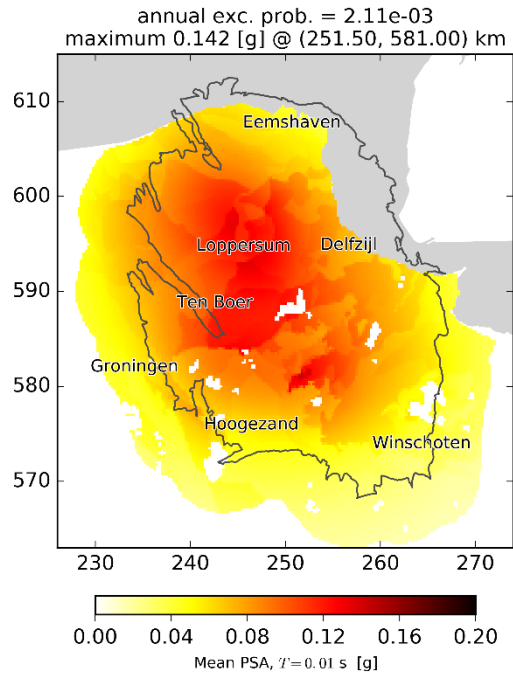 annual exc. prob. = 2.11e-03
maximum 0.142 [g] @ (251.50, 581.00) km
610
Eemshaven
600
Loppersum
Delfzijl
590
Ten Boer
Groningen
580
Hoogezand
Winschoten
570
230 240 250 260 270
0.00 0.04 0.08 0.12 0.16 0.20
Mean PSA, T=0.01 s [g]